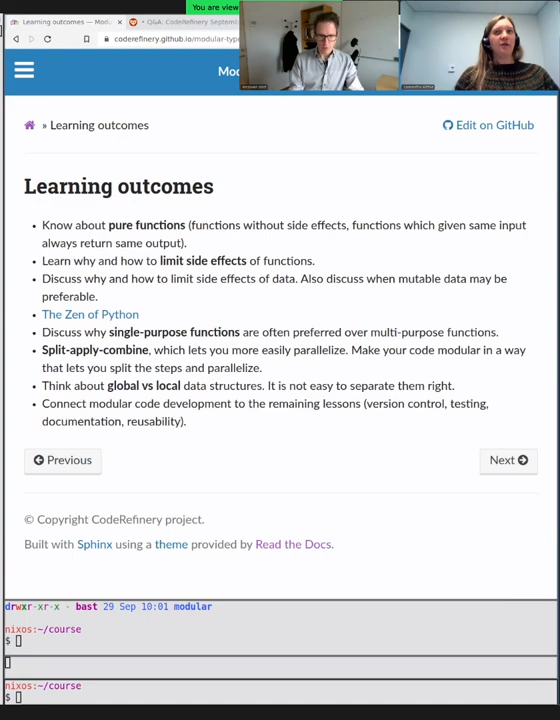 You are view
Learning outcomes — Modu
Q&A: CodeRefinery Septemb
coderefinery.github.io/modular-type
Mod
» Learning outcomes
Edit on GitHub
Learning outcomes
• Know about pure functions (functions without side effects, functions which given same input
always return same output).
• Learn why and how to limit side effects of functions.
• Discuss why and how to limit side effects of data. Also discuss when mutable data may be
preferable.
• The Zen of Python
• Discuss why single-purpose functions are often preferred over multi-purpose functions.
• Split-apply-combine, which lets you more easily parallelize. Make your code modular in a way
that lets you split the steps and parallelize.
• Think about global vs local data structures. It is not easy to separate them right.
• Connect modular code development to the remaining lessons (version control, testing,
documentation, reusability).
Previous
Next
© Copyright CodeRefinery project.
Built with Sphinx using a theme provided by Read the Docs.
drwxr-xr-x - bast 29 Sep 10:01 modular
nixos:~/course
$
nixos:~/course
$